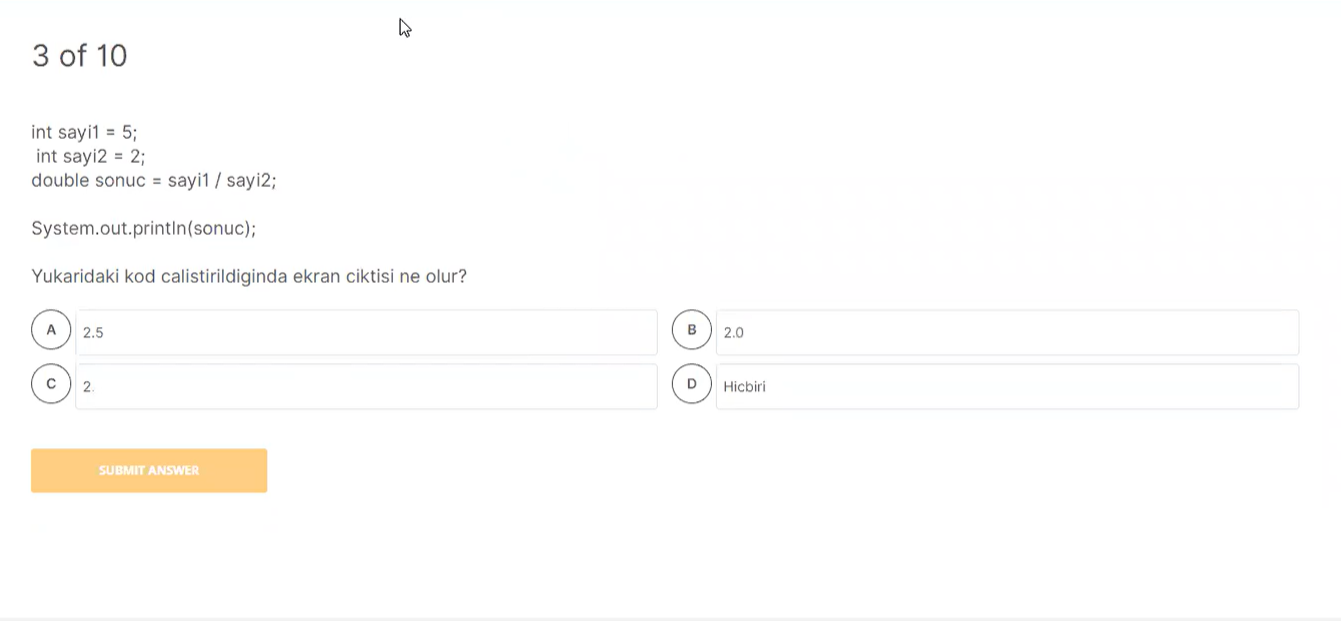 3 of 10
int sayi1 = 5;
int sayi2 = 2;
double sonuc = sayi1 / sayi2;
System.out.println(sonuc);
Yukaridaki kod calistirildiginda ekran ciktisi ne olur?
A 2.5
B 2.0
C 2.
D Hicbiri
SUBMIT ANSWER